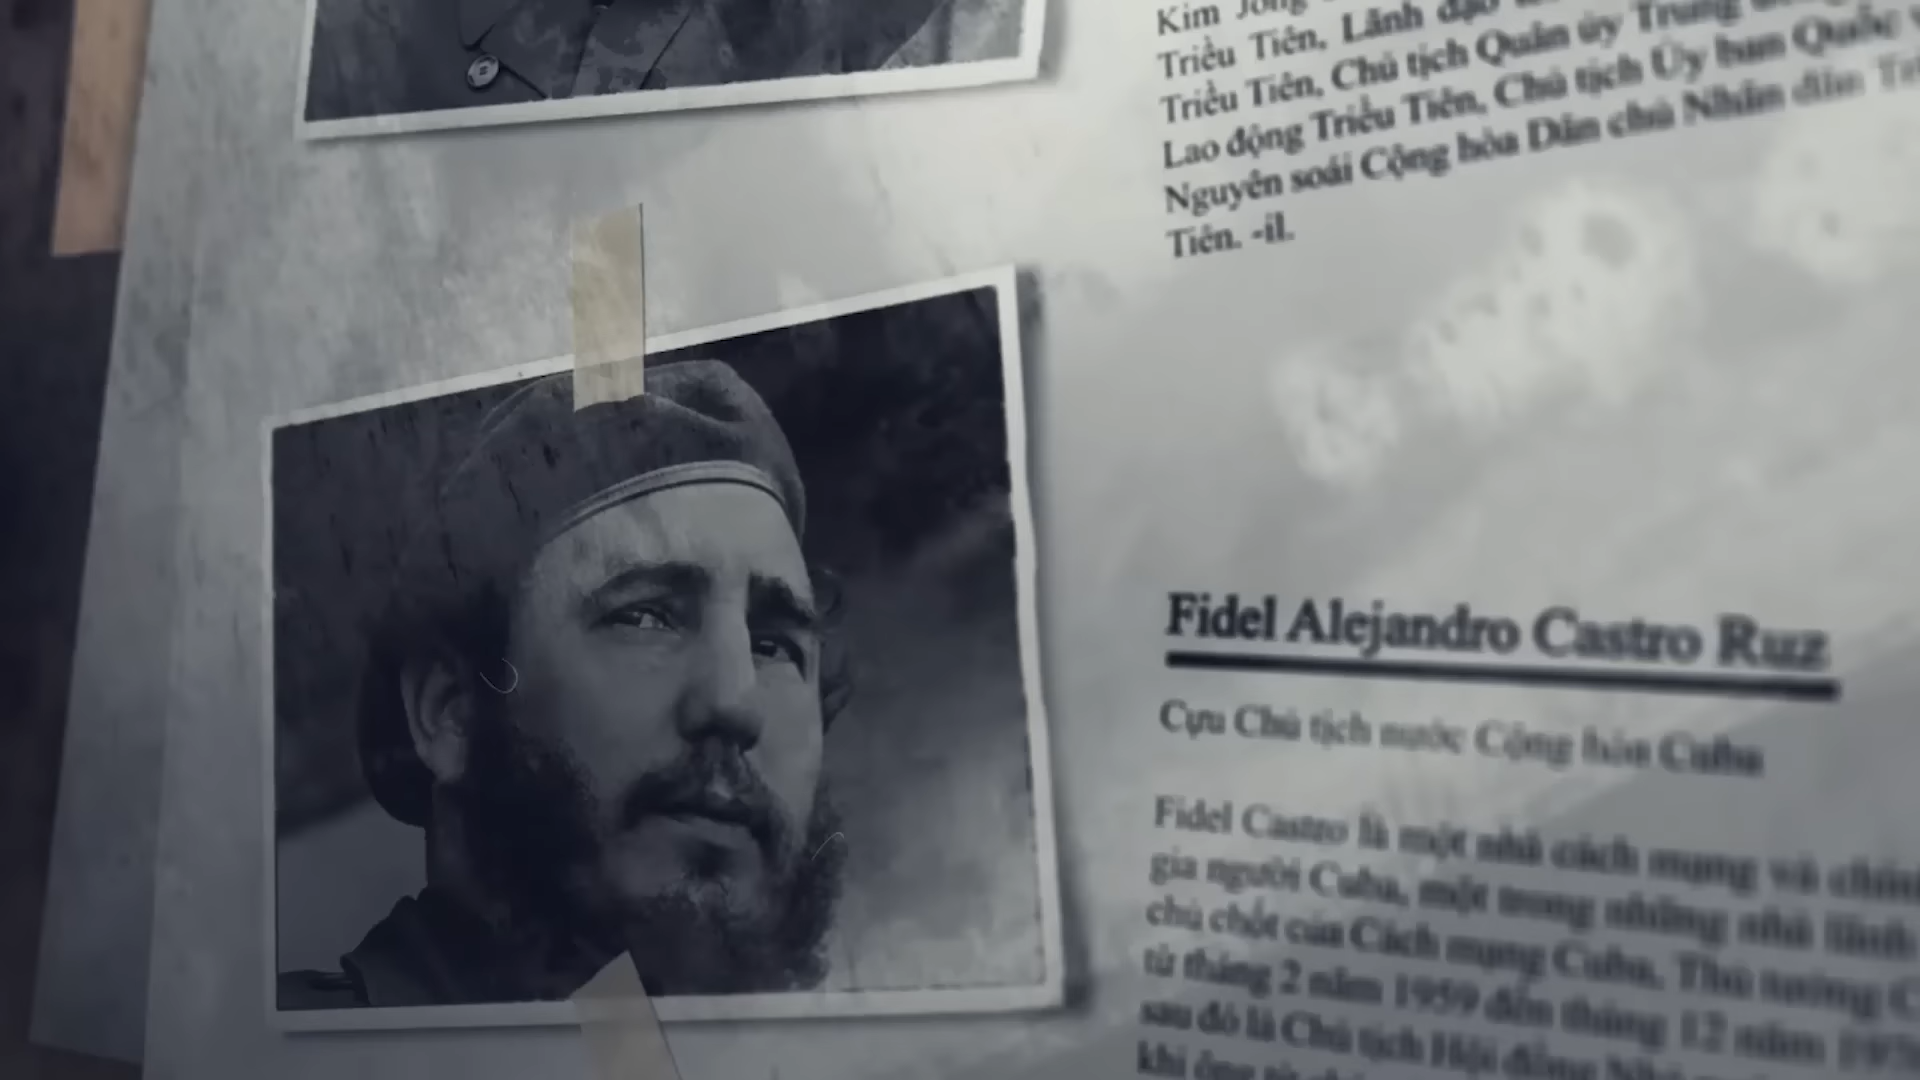 Kim Jong
Triều Tiên, Lãnh đạo
Triều Tiên, Chủ tịch Quân ủy Trung
Lao động Triều Tiên, Chủ tịch Ủy ban Quốc
Nguyên soái Cộng hòa Dân chủ Nhân dân
Tiên. -il.
Fidel Alejandro Castro Ruz
Cựu Chủ tịch nước Cộng hòa Cuba
Fidel Castro là một nhà cách mạng và chính
gia người Cuba, một trong những nhà lãnh
chủ chốt của Cách mạng Cuba, Thủ tướng
từ tháng 2 năm 1959 đến tháng 12 năm
sau đó là Chủ tịch Hội đồng
khi ông